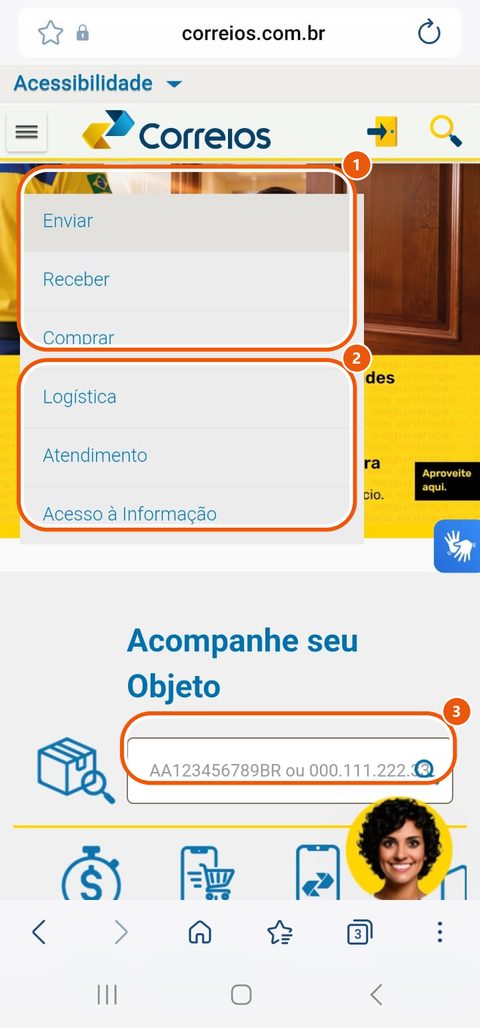 correios.com.br
Acessibilidade
Correios
1
Enviar
Receber
Comprar
2
des
Logística
Atendimento
ra
Aproveite
aqui.
cio.
Acesso à Informação
Acompanhe seu
Objeto
3
AA123456789BR ou 000.111.222.33
3